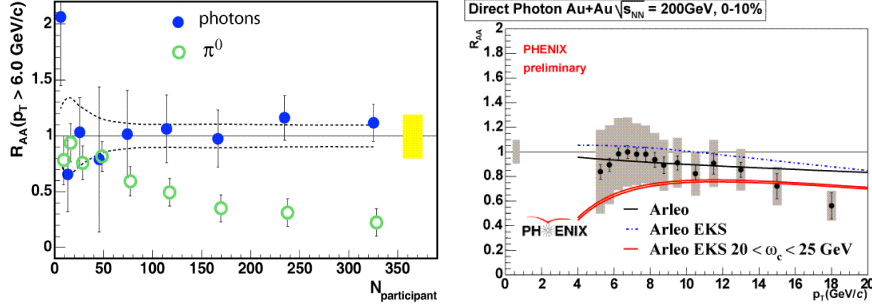 R_AA(p_T > 6.0 GeV/c)
2
1.5
1
0.5
0
photons
π⁰
0 50 100 150 200 250 300 350
N_participant
Direct Photon Au+Au √s_NN = 200GeV, 0-10%
R_AA
2
1.8
1.6
1.4
1.2
1
0.8
0.6
0.4
0.2
0
PHENIX
preliminary
PHENIX
Arleo
Arleo EKS
Arleo EKS 20 < ω_c < 25 GeV
0 2 4 6 8 10 12 14 16 18 20
p_T(GeV/c)